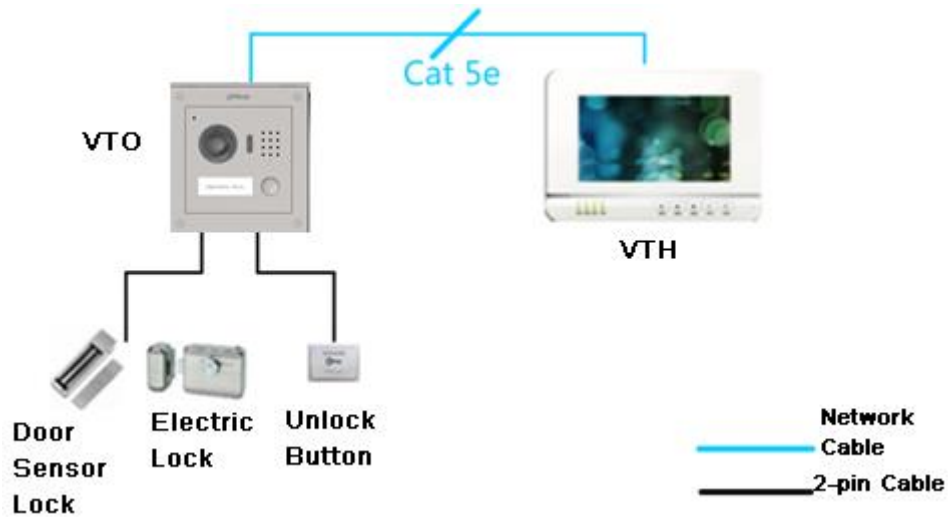 Cat 5e
VTO
VTH
Door
Sensor
Lock
Electric
Lock
Unlock
Button
Network
Cable
2-pin Cable